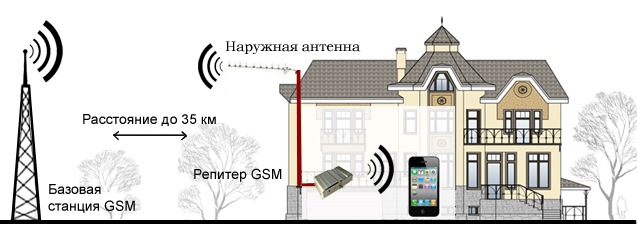 Наружная антенна
Расстояние до 35 км
Репитер GSM
Базовая
станция GSM